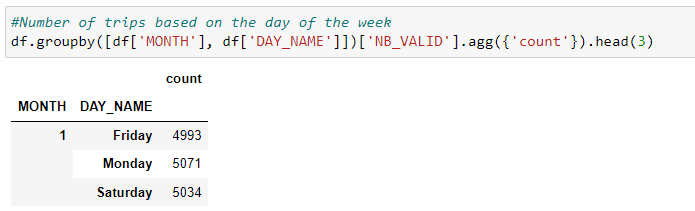 #Number of trips based on the day of the week
df.groupby([df['MONTH'], df['DAY_NAME']])['NB_VALID'].agg({'count'}).head(3)
count
MONTH DAY_NAME
1 Friday 4993
Monday 5071
Saturday 5034